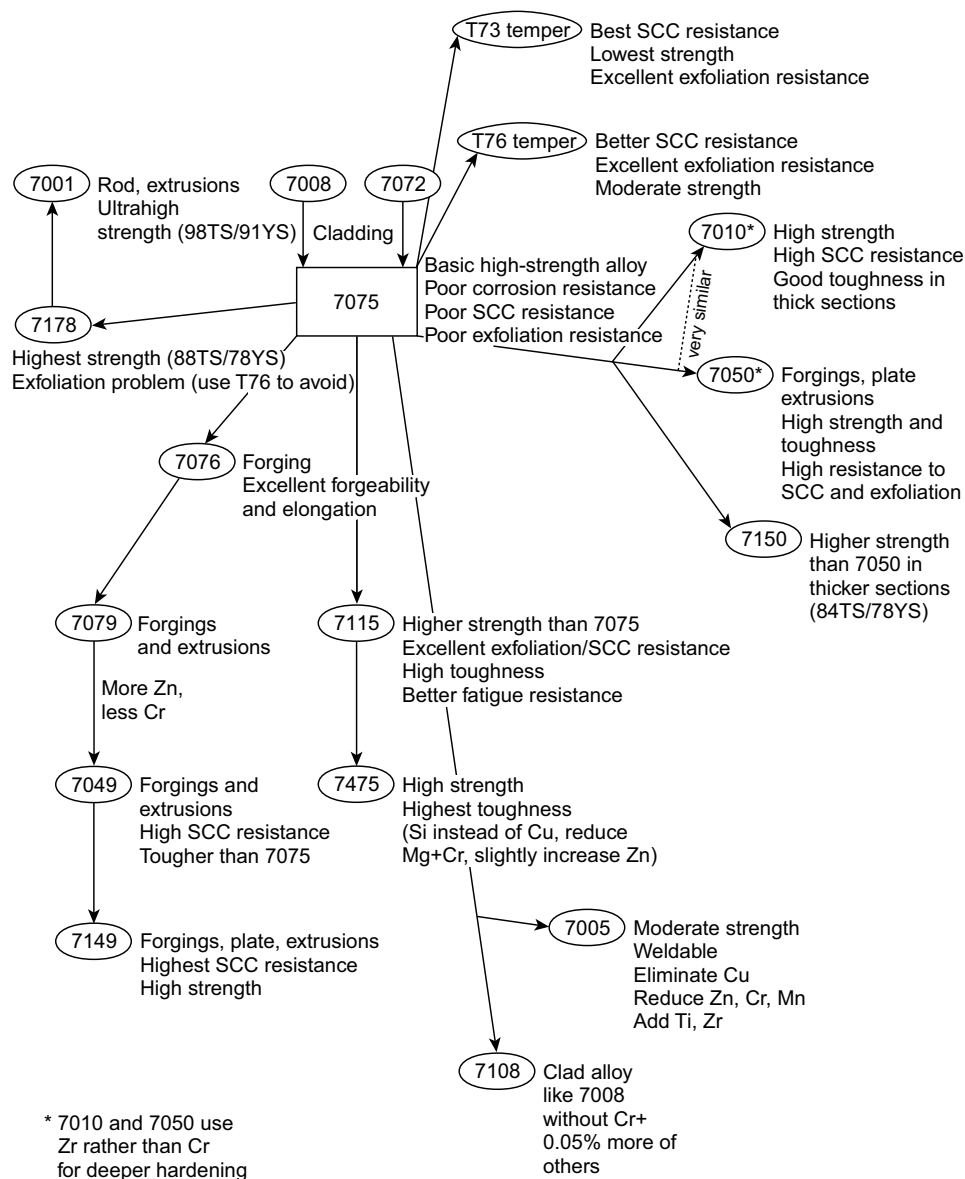 T73 temper
Best SCC resistance
Lowest strength
Excellent exfoliation resistance
T76 temper
Better SCC resistance
Excellent exfoliation resistance
Moderate strength
7001
Rod, extrusions
Ultrahigh
strength (98TS/91YS)
7008
7072
Cladding
7010*
High strength
High SCC resistance
Good toughness in
thick sections
7075
Basic high-strength alloy
Poor corrosion resistance
Poor SCC resistance
Poor exfoliation resistance
very similar
7178
Highest strength (88TS/78YS)
Exfoliation problem (use T76 to avoid)
7050*
Forgings, plate
extrusions
High strength and
toughness
High resistance to
SCC and exfoliation
7076
Forging
Excellent forgeability
and elongation
7150
Higher strength
than 7050 in
thicker sections
(84TS/78YS)
7079
Forgings
and extrusions
7115
Higher strength than 7075
Excellent exfoliation/SCC resistance
High toughness
Better fatigue resistance
More Zn,
less Cr
7049
Forgings and
extrusions
High SCC resistance
Tougher than 7075
7475
High strength
Highest toughness
(Si instead of Cu, reduce
Mg+Cr, slightly increase Zn)
7149
Forgings, plate, extrusions
Highest SCC resistance
High strength
7005
Moderate strength
Weldable
Eliminate Cu
Reduce Zn, Cr, Mn
Add Ti, Zr
7108
Clad alloy
like 7008
without Cr+
0.05% more of
others
* 7010 and 7050 use
Zr rather than Cr
for deeper hardening